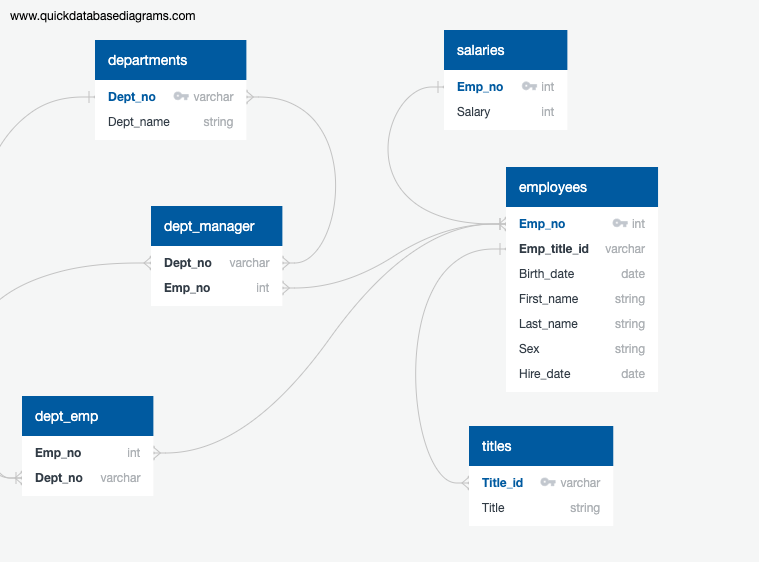 www.quickdatabasediagrams.com
departments
Dept_no varchar
Dept_name string
salaries
Emp_no int
Salary int
employees
Emp_no int
Emp_title_id varchar
Birth_date date
First_name string
Last_name string
Sex string
Hire_date date
dept_manager
Dept_no varchar
Emp_no int
dept_emp
Emp_no int
Dept_no varchar
titles
Title_id varchar
Title string